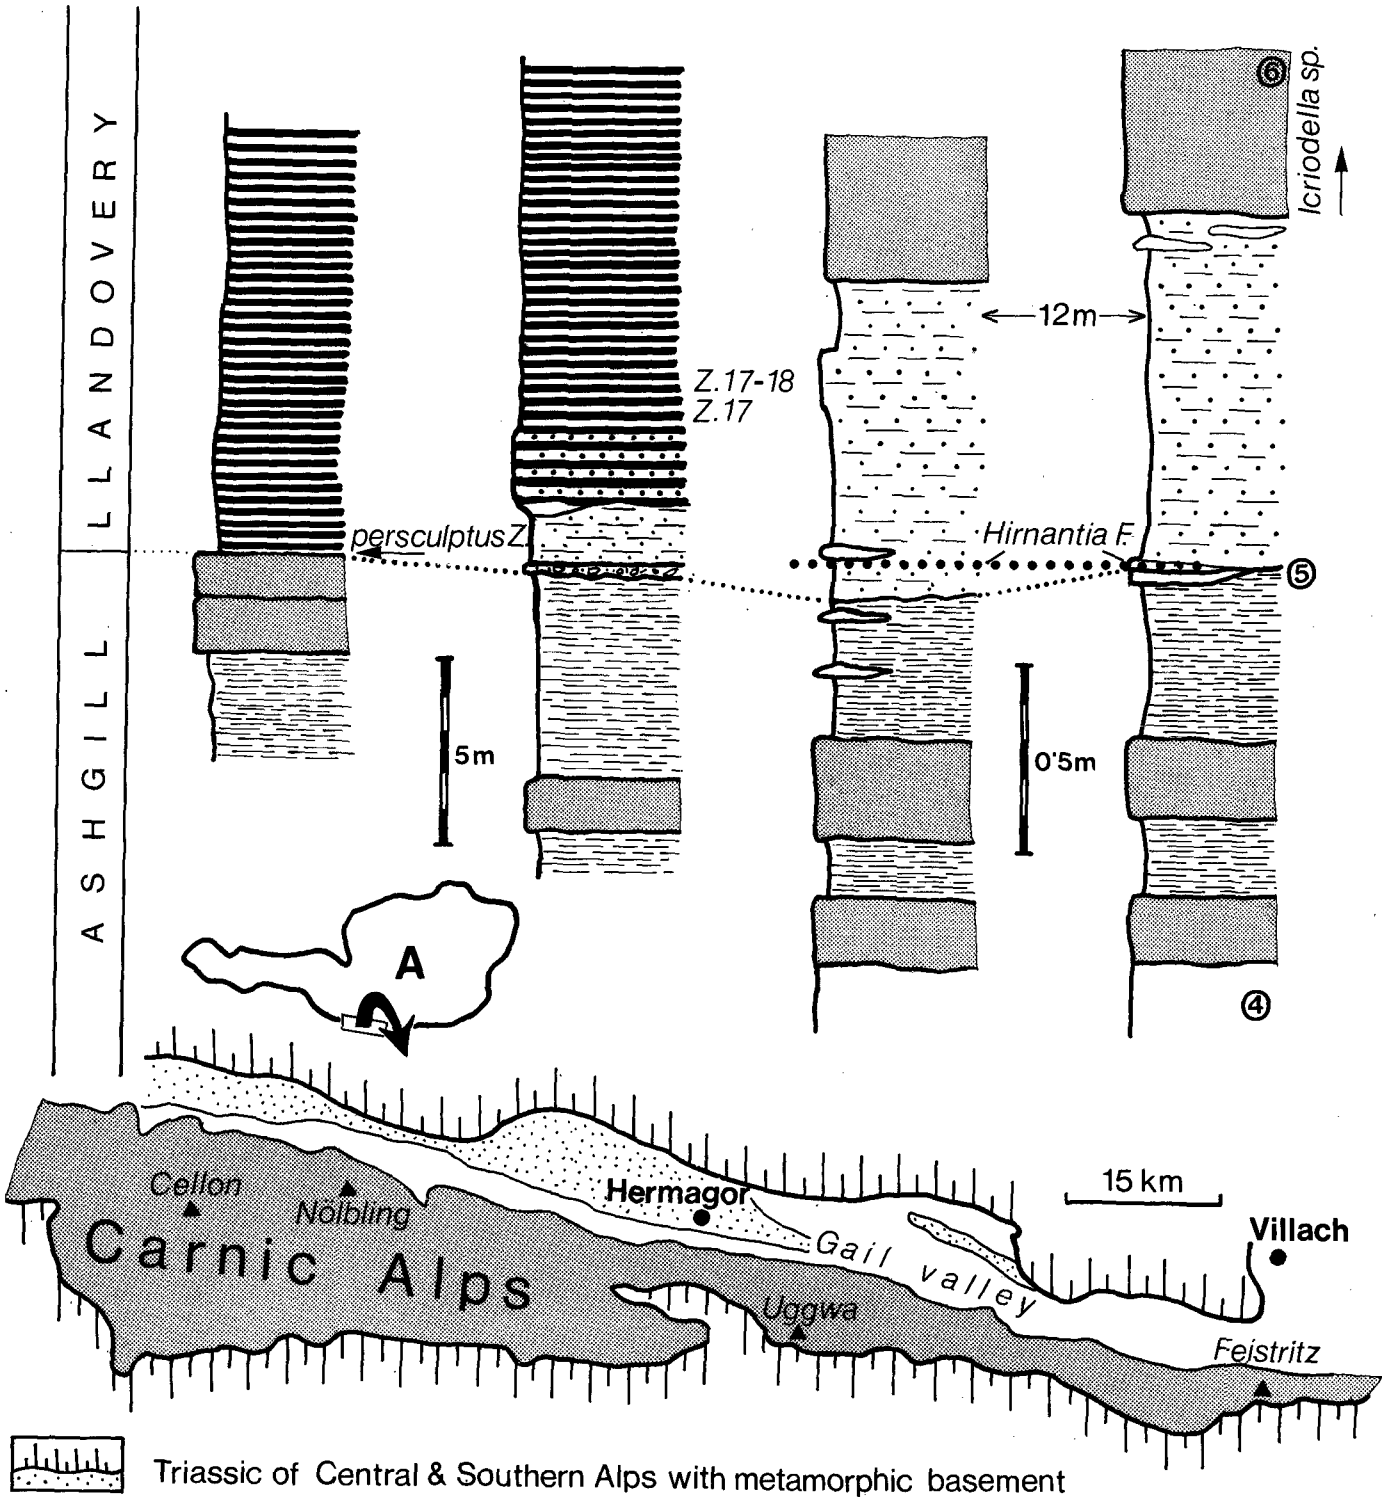 LLANDOVERY
ASHGILL
6
Icriodella sp.
12m
Z.17-18
Z.17
persculptus Z.
Hirnantia F
5
5m
0'5m
4
A
15 km
Cellon
Nölbling
Hermagor
Villach
Carnic Alps
Gail valley
Uggwa
Feistritz
Triassic of Central & Southern Alps with metamorphic basement